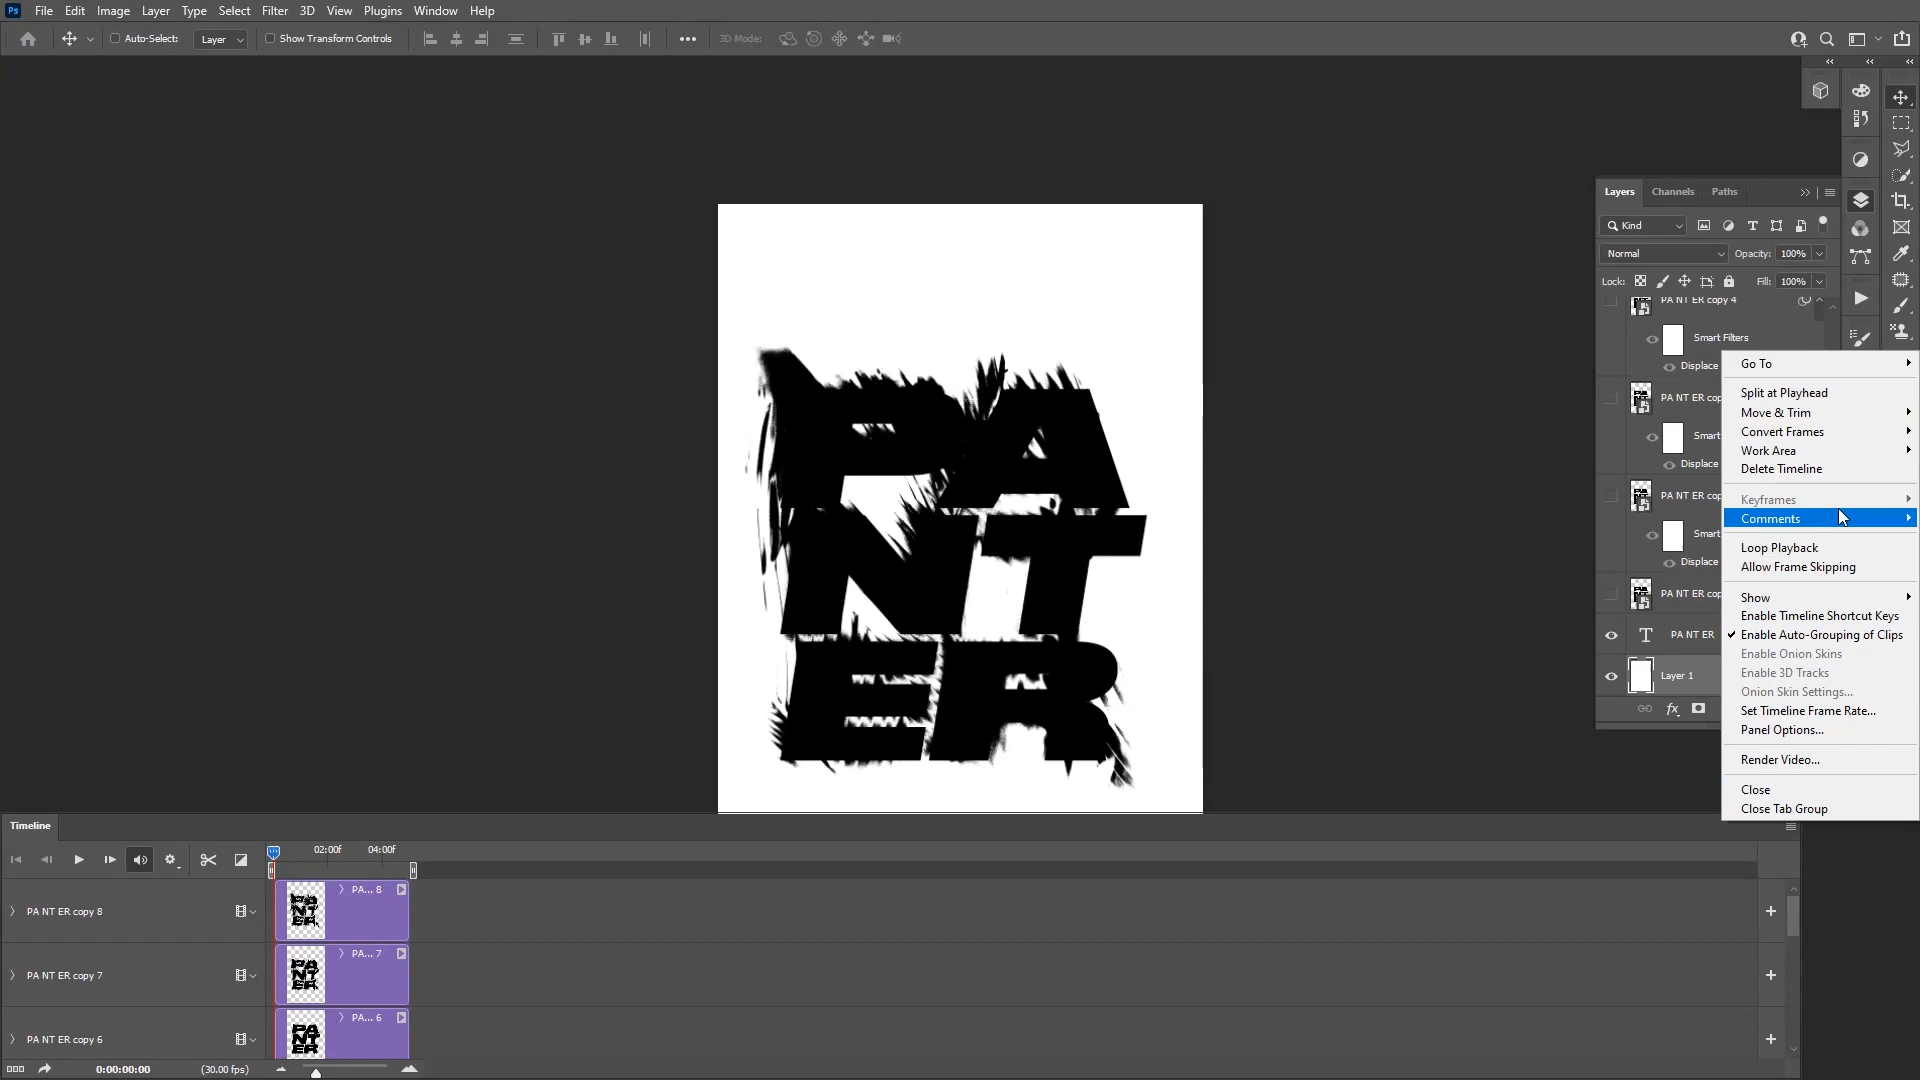 Ps File Edit Image Layer Type Select Filter 3D View Plugins Window Help
Auto-Select: Layer Show Transform Controls 3D Mode:
Layers Channels Paths
Kind
Normal Opacity: 100%
Lock: Fill: 100%
PA NT ER copy 4
Smart Filters
Displace
PA NT ER cop
Smart
Displace
PA NT ER cop
Smart
Displace
PA NT ER cop
T PA NT ER
Layer 1
fx
Go To
Split at Playhead
Move & Trim
Convert Frames
Work Area
Delete Timeline
Keyframes
Comments
Loop Playback
Allow Frame Skipping
Show
Enable Timeline Shortcut Keys
Enable Auto-Grouping of Clips
Enable Onion Skins
Enable 3D Tracks
Onion Skin Settings...
Set Timeline Frame Rate...
Panel Options...
Render Video...
Close
Close Tab Group
PA
NT
ER
Timeline
02:00f 04:00f
PA NT ER copy 8
PA... 8
PA NT ER copy 7
PA... 7
PA NT ER copy 6
PA... 6
0:00:00:00 (30.00 fps)